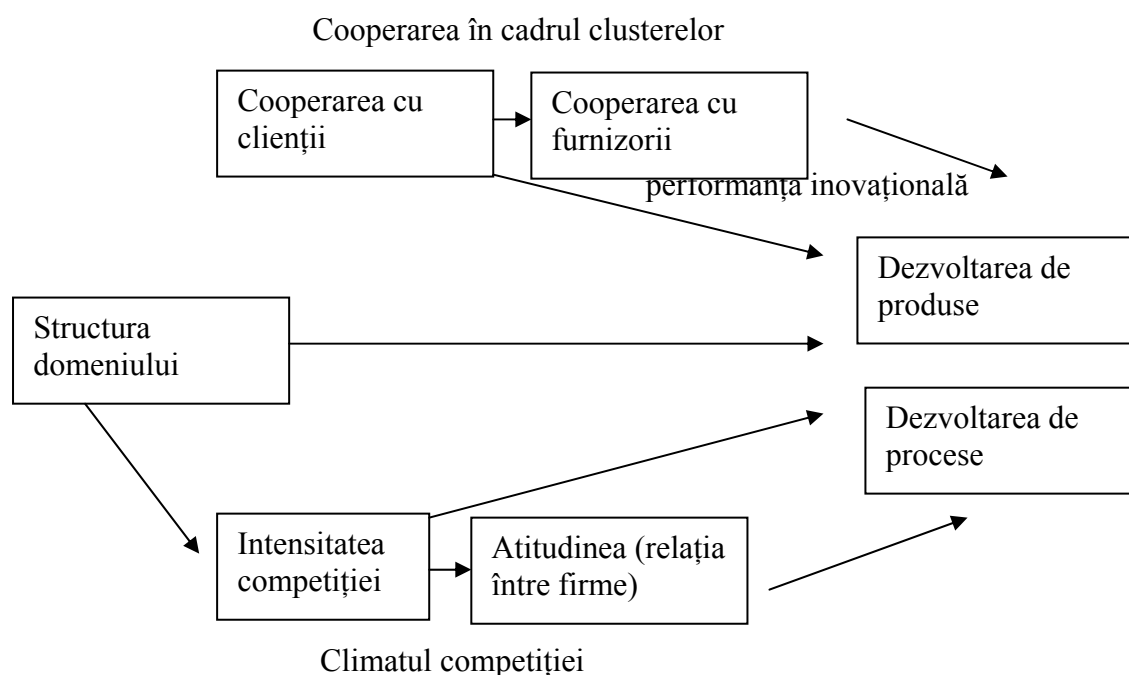 Cooperarea în cadrul clusterelor
Cooperarea cu
clienții
Cooperarea cu
furnizorii
performanța inovațională
Dezvoltarea de
produse
Structura
domeniului
Dezvoltarea de
procese
Intensitatea
competiției
Atitudinea (relația
între firme)
Climatul competiției